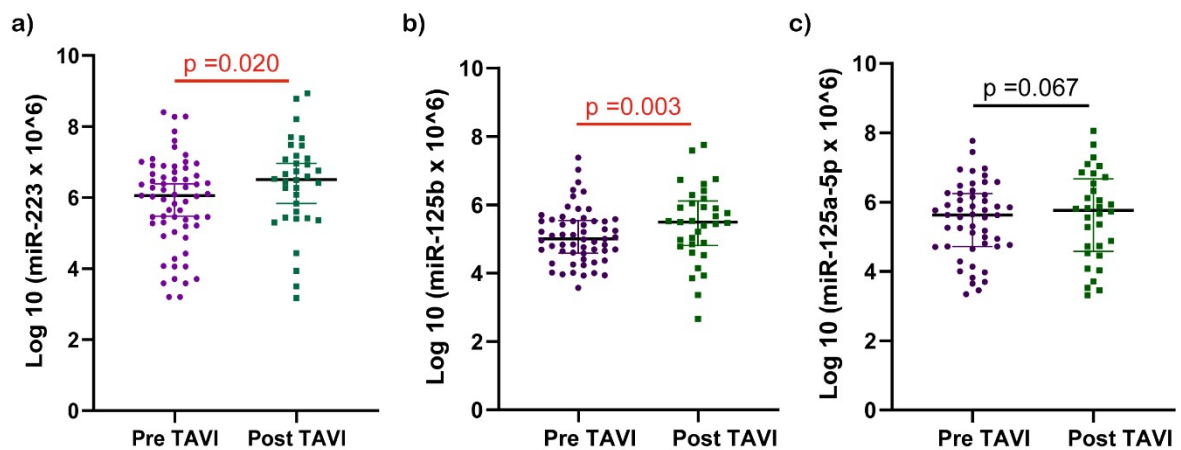 a)
Log 10 (miR-223 x 10^6)
10
8
6
4
2
0
p =0.020
Pre TAVI
Post TAVI
b)
Log 10 (miR-125b x 10^6)
10
8
6
4
2
0
p =0.003
Pre TAVI
Post TAVI
c)
Log 10 (miR-125a-5p x 10^6)
10
8
6
4
2
0
p =0.067
Pre TAVI
Post TAVI